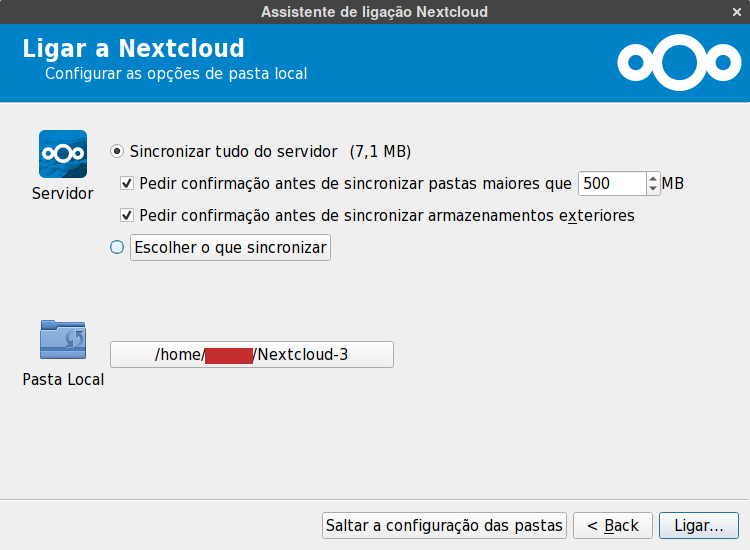 Assistente de ligação Nextcloud
Ligar a Nextcloud
Configurar as opções de pasta local
Servidor
Sincronizar tudo do servidor (7,1 MB)
Pedir confirmação antes de sincronizar pastas maiores que 500 MB
Pedir confirmação antes de sincronizar armazenamentos exteriores
Escolher o que sincronizar
Pasta Local
/home/ /Nextcloud-3
Saltar a configuração das pastas
< Back
Ligar...